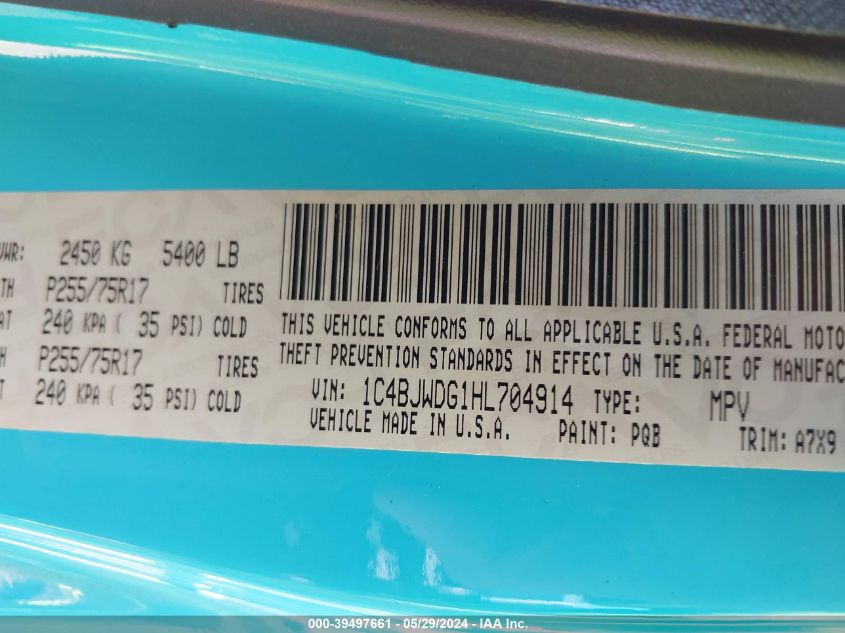 VWR: 2450 KG 5400 LB
TH P255/75R17 TIRES
AT 240 KPA ( 35 PSI) COLD
H P255/75R17 TIRES
T 240 KPA ( 35 PSI) COLD
THIS VEHICLE CONFORMS TO ALL APPLICABLE U.S.A. FEDERAL MOTO
THEFT PREVENTION STANDARDS IN EFFECT ON THE DATE OF MANUFAC
VIN: 1C4BJWDG1HL704914 TYPE: MPV
VEHICLE MADE IN U.S.A. PAINT: PQB TRIM: A7X9
000-39497661 - 05/29/2024 - IAA Inc.